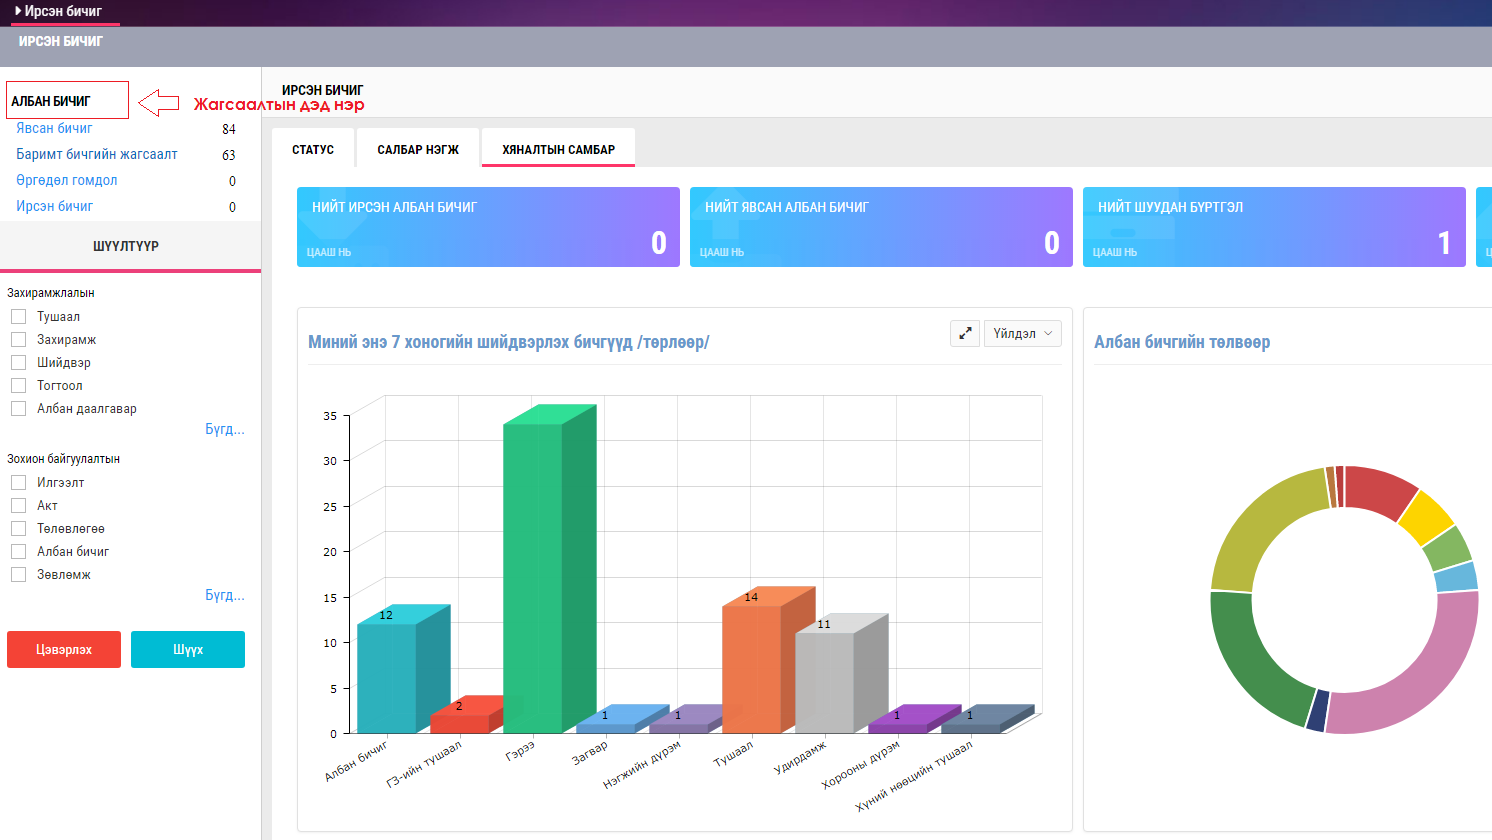 Ирсэн бичиг
ИРСЭН БИЧИГ
АЛБАН БИЧИГ
Жагсаалтын дэд нэр
Явсан бичиг 84
Баримт бичгийн жагсаалт 63
Өргөдөл гомдол 0
Ирсэн бичиг 0
ШҮҮЛТҮҮР
Захирамжлалын
Тушаал
Захирамж
Шийдвэр
Тогтоол
Албан даалгавар
Бүгд...
Зохион байгуулалтын
Илгээлт
Акт
Төлөвлөгөө
Албан бичиг
Зөвлөмж
Бүгд...
Цэвэрлэх Шүүх
ИРСЭН БИЧИГ
СТАТУС САЛБАР НЭГЖ ХЯНАЛТЫН САМБАР
НИЙТ ИРСЭН АЛБАН БИЧИГ
0
ЦААШ НЬ
НИЙТ ЯВСАН АЛБАН БИЧИГ
0
ЦААШ НЬ
НИЙТ ШУУДАН БҮРТГЭЛ
1
ЦААШ НЬ
Миний энэ 7 хоногийн шийдвэрлэх бичгүүд /төрлөөр/
Үйлдэл
35
30
25
20
15
10
5
0
12
2
1
1
14
11
1
1
Албан бичиг
ГЗ-ийн тушаал
Гэрээ
Загвар
Нэгжийн дүрэм
Тушаал
Удирдамж
Хорооны дүрэм
Хүний нөөцийн тушаал
Албан бичгийн төлвөөр